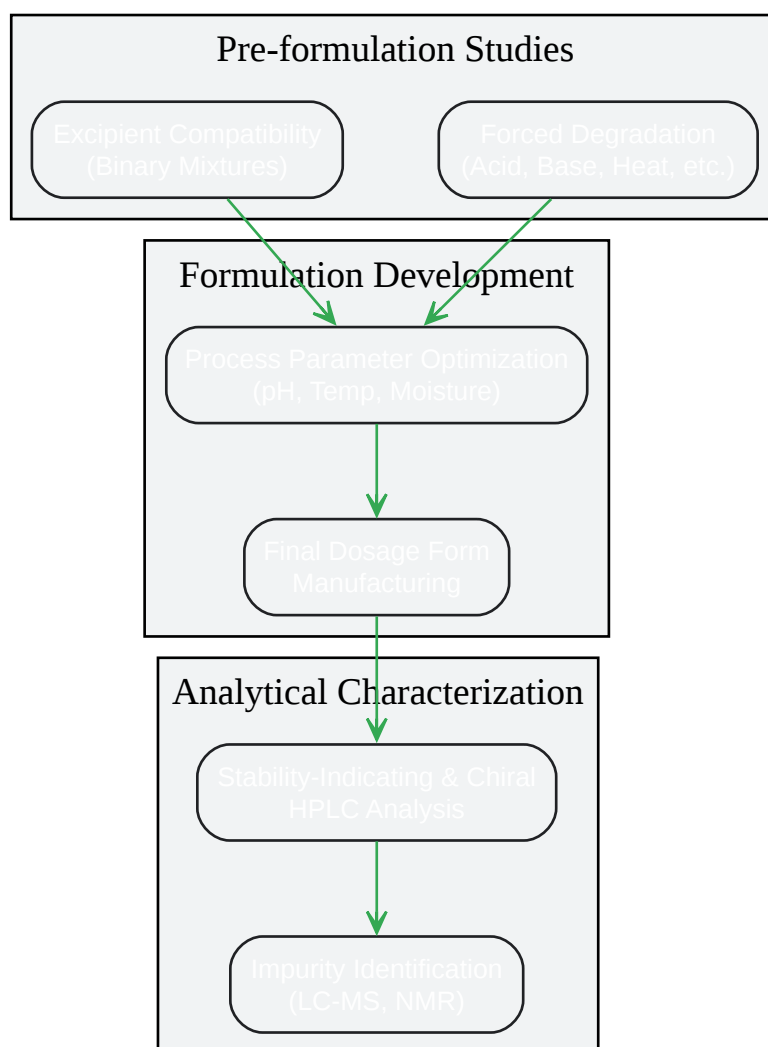 Pre-formulation Studies
Excipient Compatibility
(Binary Mixtures)
Forced Degradation
(Acid, Base, Heat, etc.)
Formulation Development
Process Parameter Optimization
(pH, Temp, Moisture)
Final Dosage Form
Manufacturing
Analytical Characterization
Stability-Indicating & Chiral
HPLC Analysis
Impurity Identification
(LC-MS, NMR)